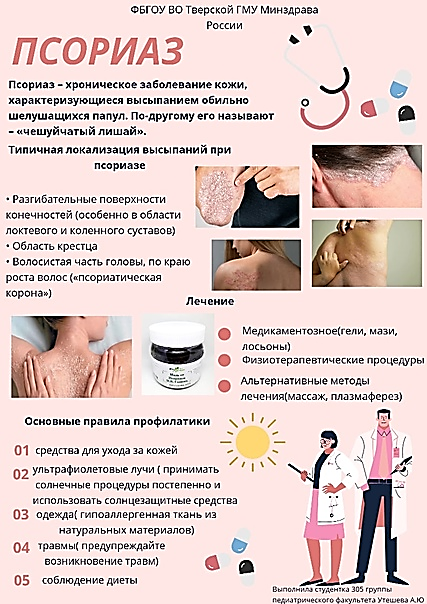 ФБГОУ ВО Тверской ГМУ Минздрава
России
ПСОРИАЗ
Псориаз – хроническое заболевание кожи,
характеризующиеся высыпанием обильно
шелушащихся папул. По-другому его называют
– «чешуйчатый лишай».
Типичная локализация высыпаний при
псориазе
• Разгибательные поверхности
конечностей (особенно в области
локтевого и коленного суставов)
• Область крестца
• Волосистая часть головы, по краю
роста волос («псориатическая
корона»)
Лечение
Медикаментозное(гели, мази,
лосьоны)
Физиотерапевтические процедуры
Альтернативные методы
лечения(массаж, плазмаферез)
Основные правила профилатики
01 средства для ухода за кожей
02 ультрафиолетовые лучи ( принимать
солнечные процедуры постепенно и
использовать солнцезащитные средства
03 одежда( гипоаллергенная ткань из
натуральных материалов)
04 травмы( предупреждайте
возникновение травм)
05 соблюдение диеты
Выполнила студентка 305 группы
педиатрического факультета Утешева А.Ю